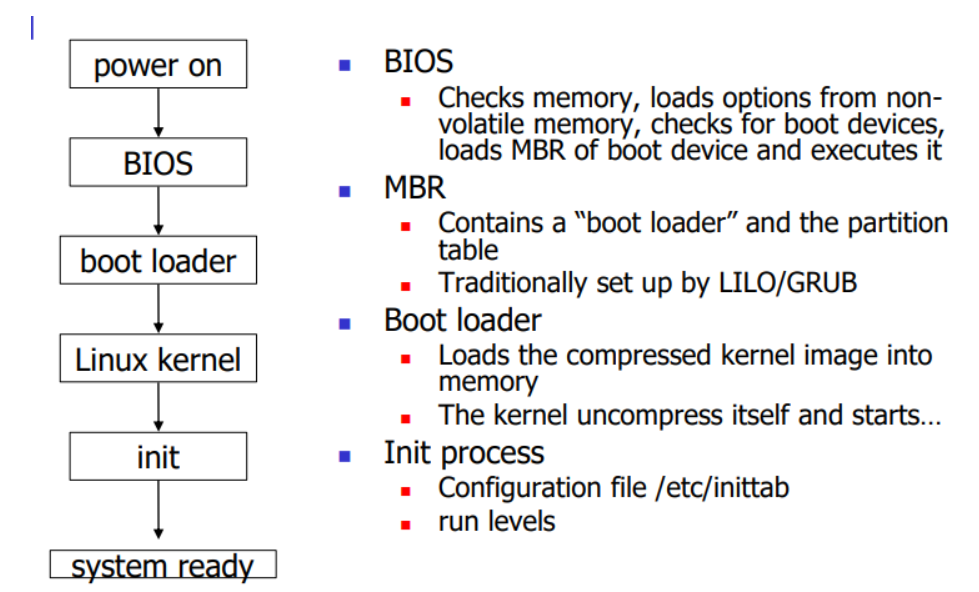 power on
BIOS
boot loader
Linux kernel
init
system ready
BIOS
Checks memory, loads options from non-
volatile memory, checks for boot devices,
loads MBR of boot device and executes it
MBR
Contains a “boot loader” and the partition
table
Traditionally set up by LILO/GRUB
Boot loader
Loads the compressed kernel image into
memory
The kernel uncompress itself and starts…
Init process
Configuration file /etc/inittab
run levels